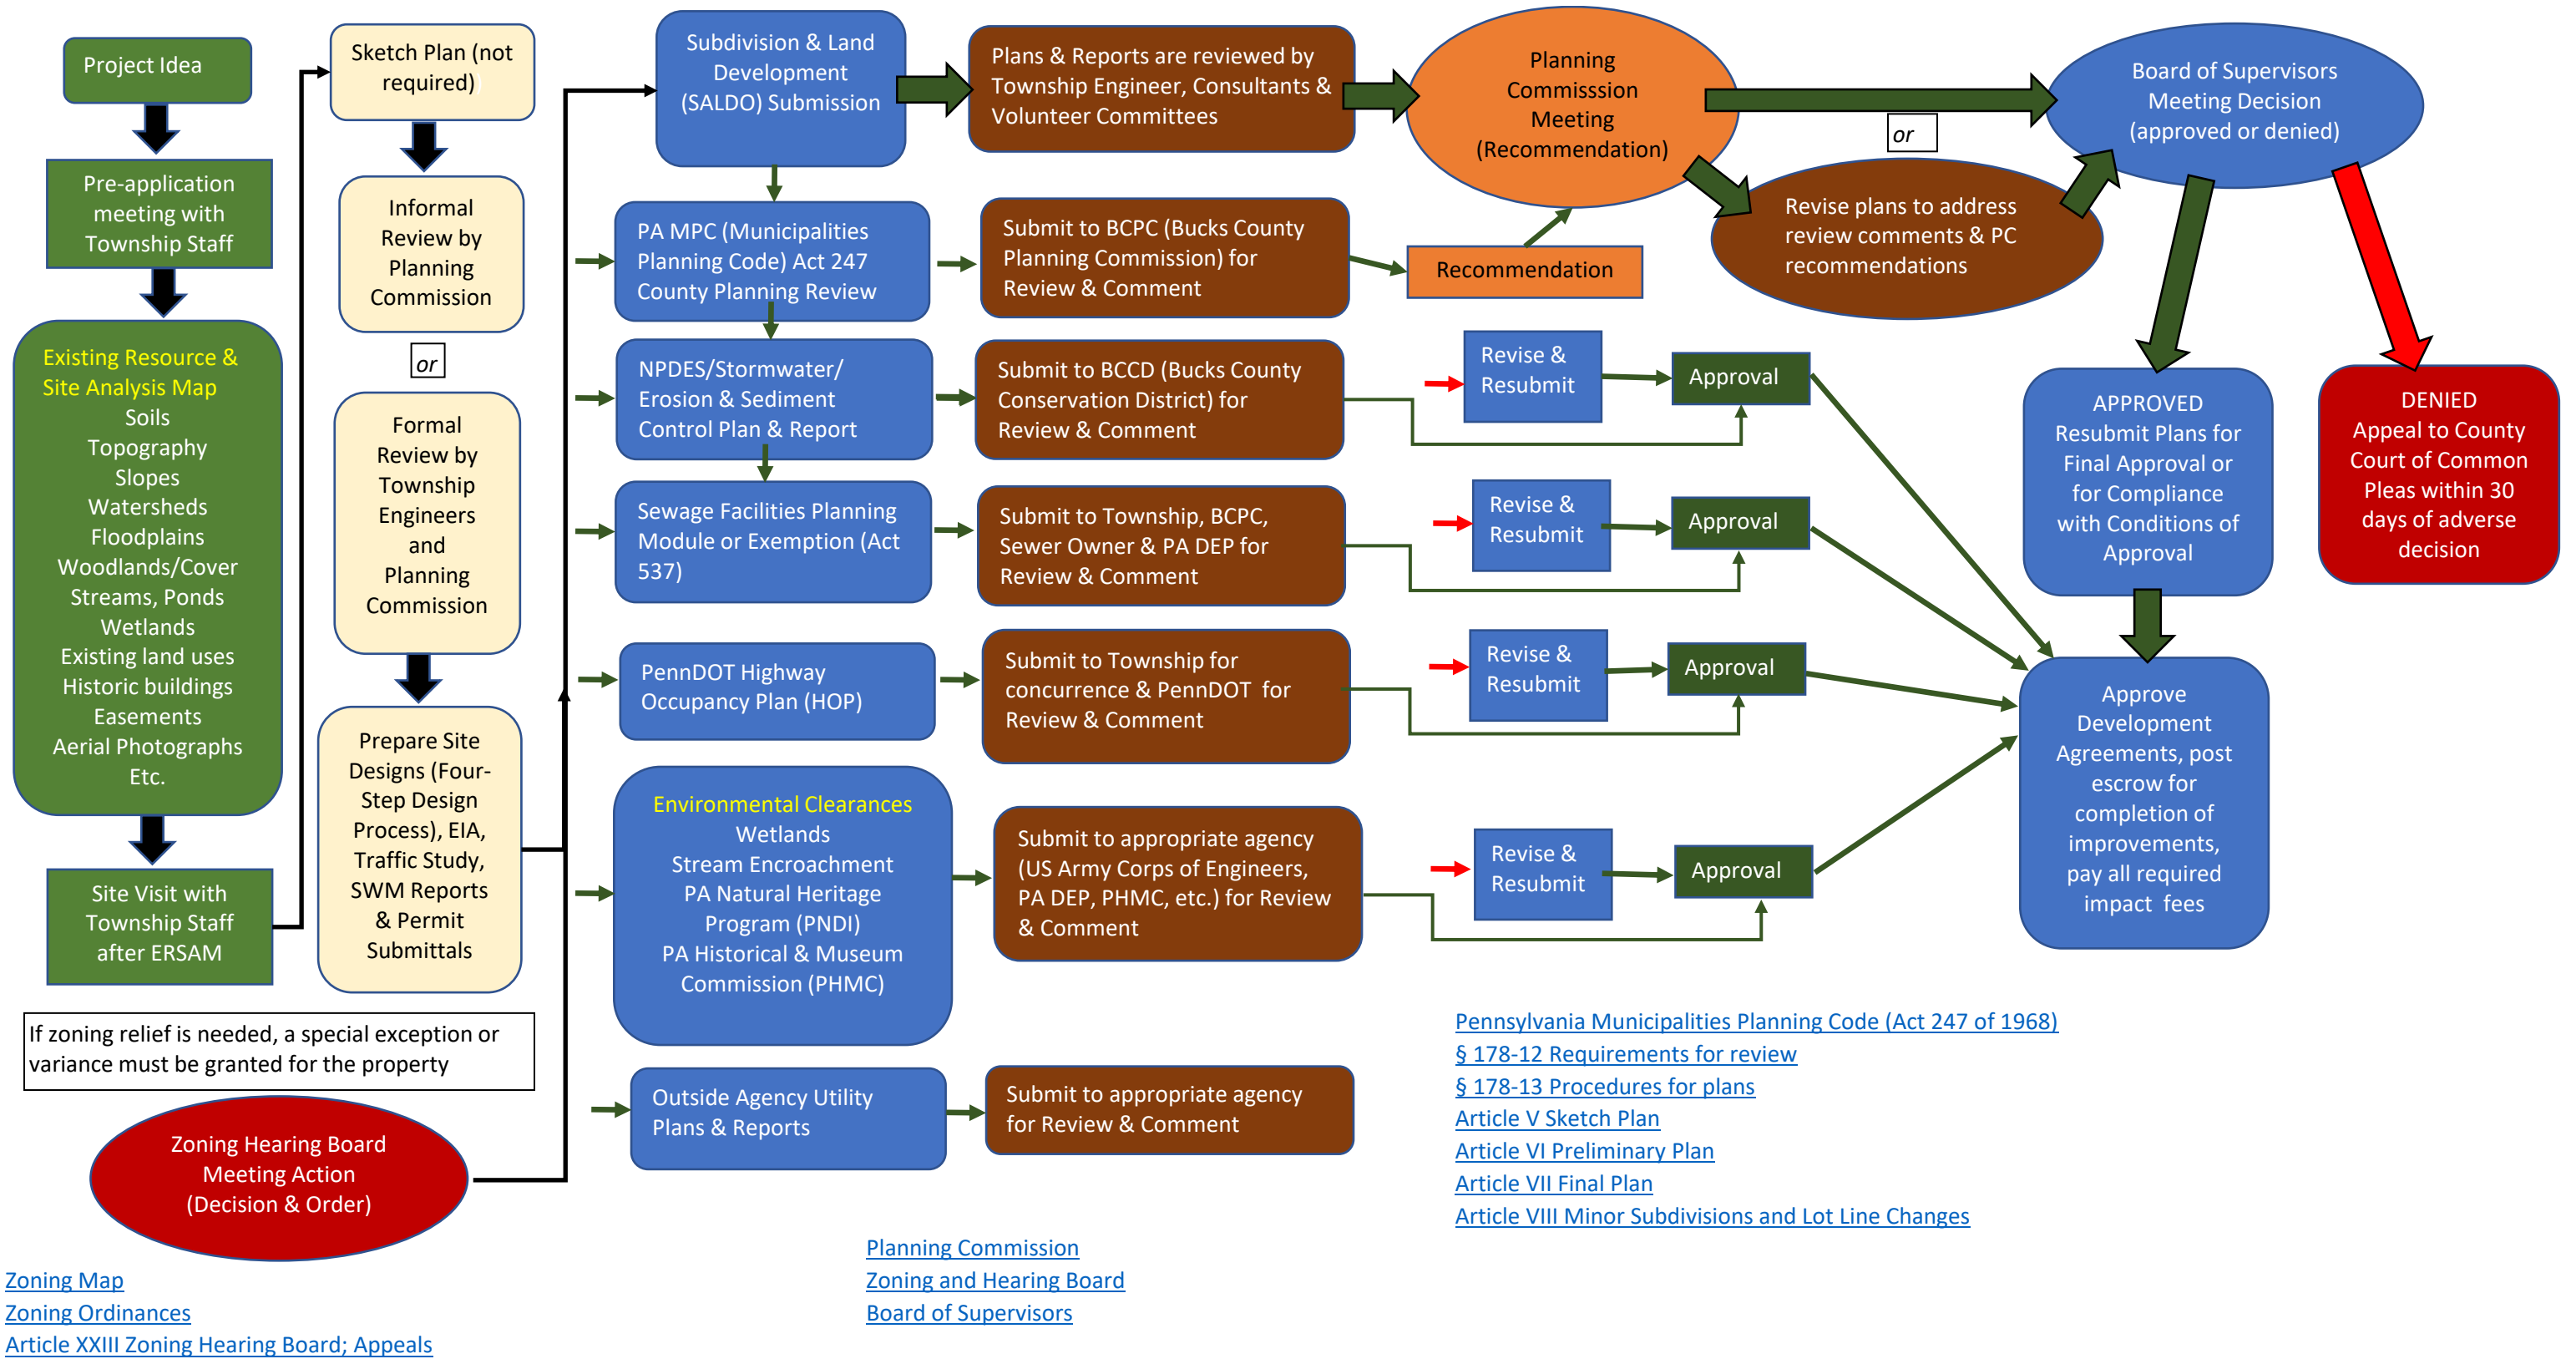 Project Idea
Pre-application
meeting with
Township Staff
Existing Resource &
Site Analysis Map
Soils
Topography
Slopes
Watersheds
Floodplains
Woodlands/Cover
Streams, Ponds
Wetlands
Existing land uses
Historic buildings
Easements
Aerial Photographs
Etc.
Site Visit with
Township Staff
after ERSAM
Sketch Plan (not
required))
Informal
Review by
Planning
Commission
or
Formal
Review by
Township
Engineers
and
Planning
Commission
Prepare Site
Designs (Four-
Step Design
Process), EIA,
Traffic Study,
SWM Reports
& Permit
Submittals
If zoning relief is needed, a special exception or
variance must be granted for the property
Zoning Hearing Board
Meeting Action
(Decision & Order)
Subdivision & Land
Development
(SALDO) Submission
Plans & Reports are reviewed by
Township Engineer, Consultants &
Volunteer Committees
Planning
Commisssion
Meeting
(Recommendation)
or
Board of Supervisors
Meeting Decision
(approved or denied)
Revise plans to address
review comments & PC
recommendations
PA MPC (Municipalities
Planning Code) Act 247
County Planning Review
Submit to BCPC (Bucks County
Planning Commission) for
Review & Comment
Recommendation
NPDES/Stormwater/
Erosion & Sediment
Control Plan & Report
Submit to BCCD (Bucks County
Conservation District) for
Review & Comment
Revise &
Resubmit
Approval
Sewage Facilities Planning
Module or Exemption (Act
537)
Submit to Township, BCPC,
Sewer Owner & PA DEP for
Review & Comment
Revise &
Resubmit
Approval
PennDOT Highway
Occupancy Plan (HOP)
Submit to Township for
concurrence & PennDOT for
Review & Comment
Revise &
Resubmit
Approval
Environmental Clearances
Wetlands
Stream Encroachment
PA Natural Heritage
Program (PNDI)
PA Historical & Museum
Commission (PHMC)
Submit to appropriate agency
(US Army Corps of Engineers,
PA DEP, PHMC, etc.) for Review
& Comment
Revise &
Resubmit
Approval
Outside Agency Utility
Plans & Reports
Submit to appropriate agency
for Review & Comment
APPROVED
Resubmit Plans for
Final Approval or
for Compliance
with Conditions of
Approval
DENIED
Appeal to County
Court of Common
Pleas within 30
days of adverse
decision
Approve
Development
Agreements, post
escrow for
completion of
improvements,
pay all required
impact fees
Pennsylvania Municipalities Planning Code (Act 247 of 1968)
§ 178-12 Requirements for review
§ 178-13 Procedures for plans
Article V Sketch Plan
Article VI Preliminary Plan
Article VII Final Plan
Article VIII Minor Subdivisions and Lot Line Changes
Planning Commission
Zoning and Hearing Board
Board of Supervisors
Zoning Map
Zoning Ordinances
Article XXIII Zoning Hearing Board; Appeals